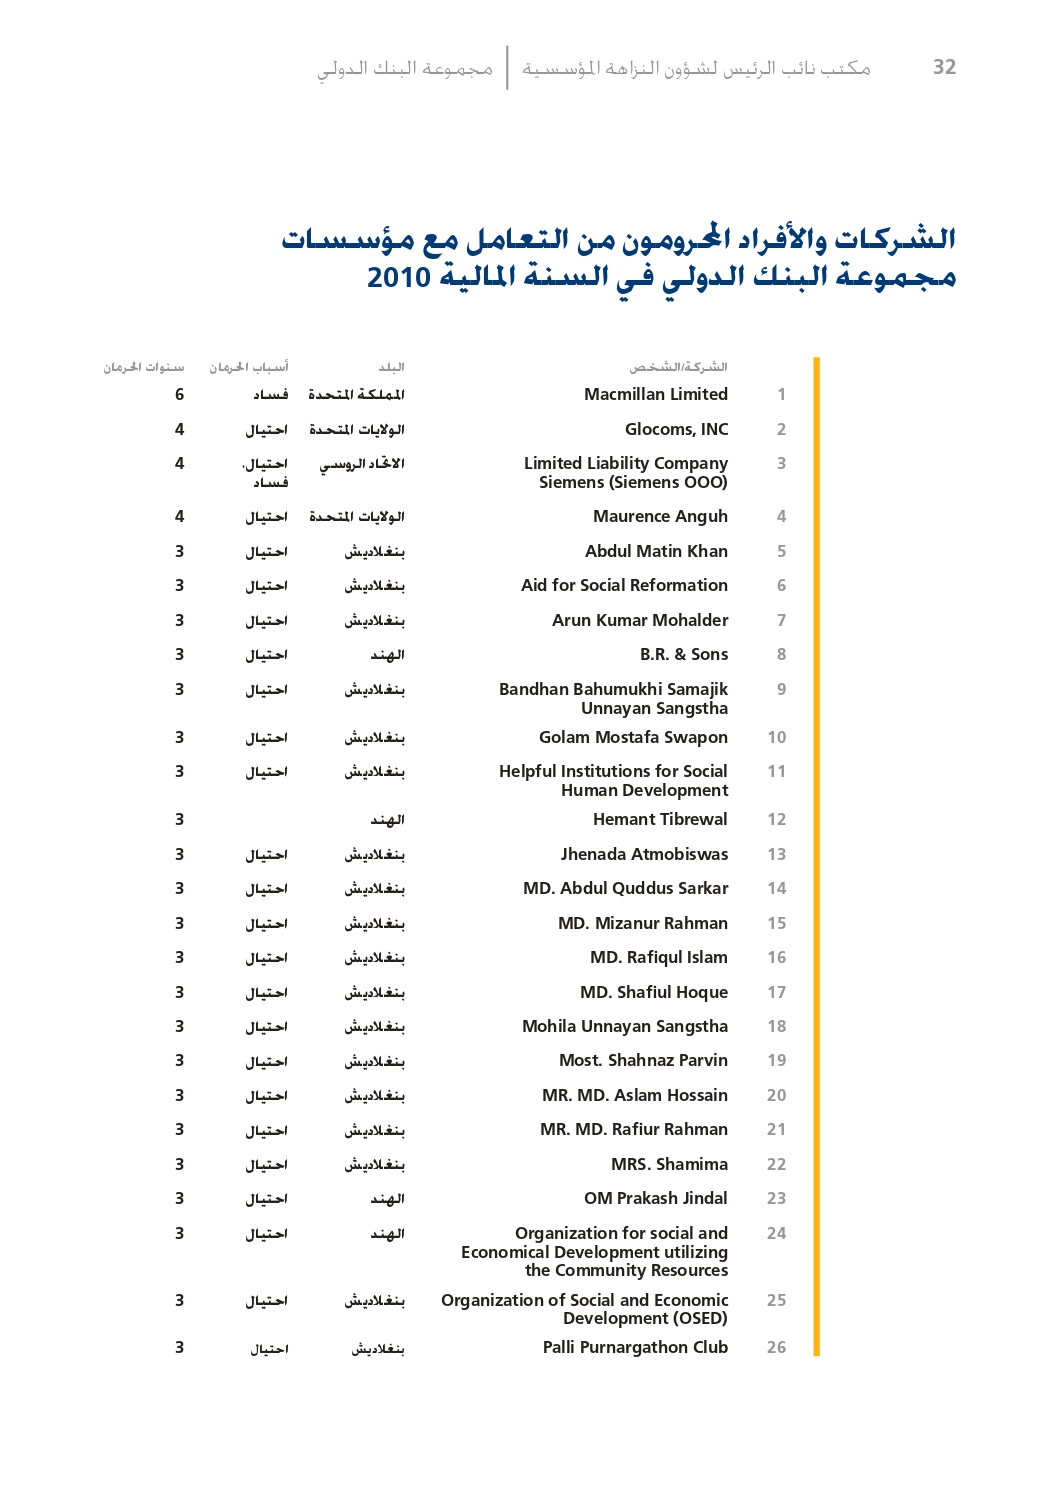 32 مكتب نائب الرئيس لشؤون النزاهة المؤسسية | مجموعة البنك الدولي
الشركات والأفراد المحرومون من التعامل مع مؤسسات
مجموعة البنك الدولي في السنة المالية 2010
الشركة/الشخص البلد أسباب الحرمان سنوات الحرمان
1 Macmillan Limited المملكة المتحدة فساد 6
2 Glocoms, INC الولايات المتحدة احتيال 4
3 Limited Liability Company الاتحاد الروسي احتيال، 4
Siemens (Siemens OOO) فساد
4 Maurence Anguh الولايات المتحدة احتيال 4
5 Abdul Matin Khan بنغلاديش احتيال 3
6 Aid for Social Reformation بنغلاديش احتيال 3
7 Arun Kumar Mohalder بنغلاديش احتيال 3
8 B.R. & Sons الهند احتيال 3
9 Bandhan Bahumukhi Samajik بنغلاديش احتيال 3
Unnayan Sangstha
10 Golam Mostafa Swapon بنغلاديش احتيال 3
11 Helpful Institutions for Social بنغلاديش احتيال 3
Human Development
12 Hemant Tibrewal الهند 3
13 Jhenada Atmobiswas بنغلاديش احتيال 3
14 MD. Abdul Quddus Sarkar بنغلاديش احتيال 3
15 MD. Mizanur Rahman بنغلاديش احتيال 3
16 MD. Rafiqul Islam بنغلاديش احتيال 3
17 MD. Shafiul Hoque بنغلاديش احتيال 3
18 Mohila Unnayan Sangstha بنغلاديش احتيال 3
19 Most. Shahnaz Parvin بنغلاديش احتيال 3
20 MR. MD. Aslam Hossain بنغلاديش احتيال 3
21 MR. MD. Rafiur Rahman بنغلاديش احتيال 3
22 MRS. Shamima بنغلاديش احتيال 3
23 OM Prakash Jindal الهند احتيال 3
24 Organization for social and الهند احتيال 3
Economical Development utilizing
the Community Resources
25 Organization of Social and Economic بنغلاديش احتيال 3
Development (OSED)
26 Palli Purnargathon Club بنغلاديش احتيال 3